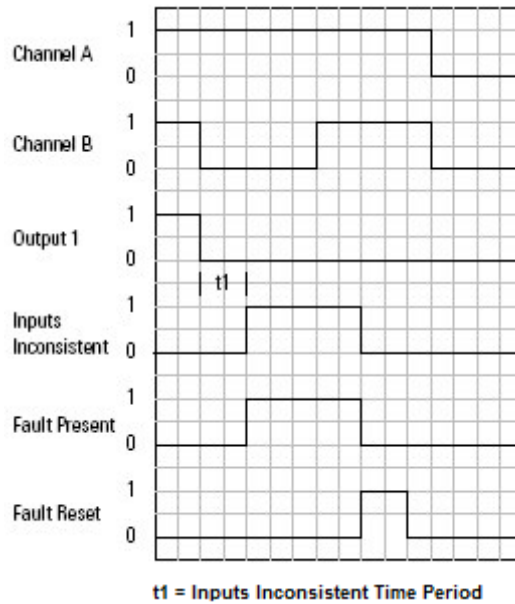 Channel A 1
0
Channel B 1
0
Output 1 1
0
t1
Inputs Inconsistent 1
0
Fault Present 1
0
Fault Reset 1
0
t1 = Inputs Inconsistent Time Period